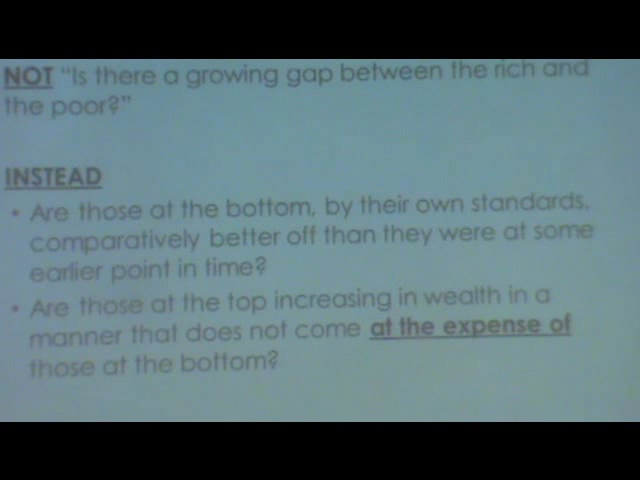 NOT “Is there a growing gap between the rich and
the poor?”
INSTEAD
• Are those at the bottom, by their own standards,
comparatively better off than they were at some
earlier point in time?
• Are those at the top increasing in wealth in a
manner that does not come at the expense of
those at the bottom?